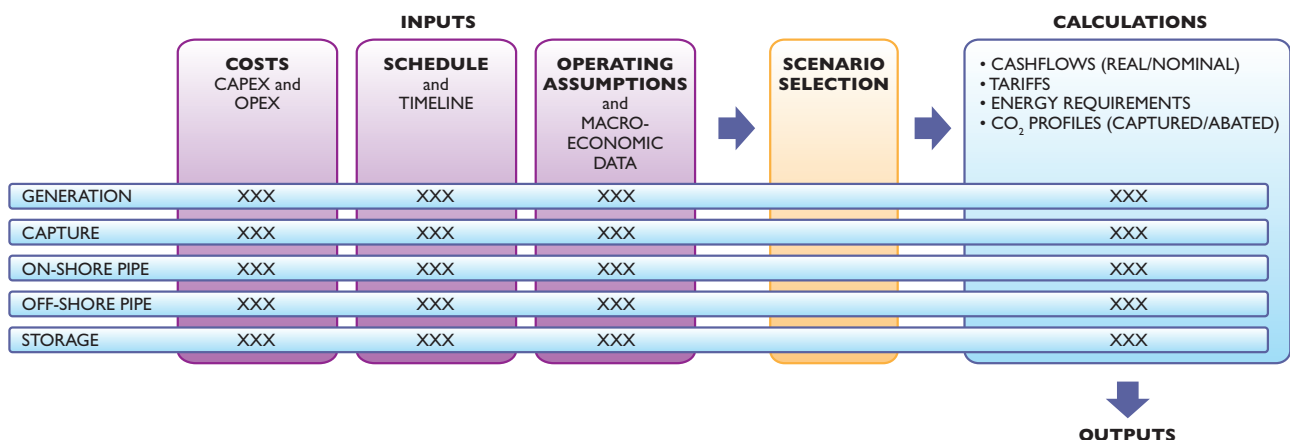 INPUTS
CALCULATIONS
COSTS
CAPEX and
OPEX
SCHEDULE
and
TIMELINE
OPERATING
ASSUMPTIONS
and
MACRO-
ECONOMIC
DATA
SCENARIO
SELECTION
• CASHFLOWS (REAL/NOMINAL)
• TARIFFS
• ENERGY REQUIREMENTS
• CO₂ PROFILES (CAPTURED/ABATED)
GENERATION XXX XXX XXX XXX
CAPTURE XXX XXX XXX XXX
ON-SHORE PIPE XXX XXX XXX XXX
OFF-SHORE PIPE XXX XXX XXX XXX
STORAGE XXX XXX XXX XXX
OUTPUTS